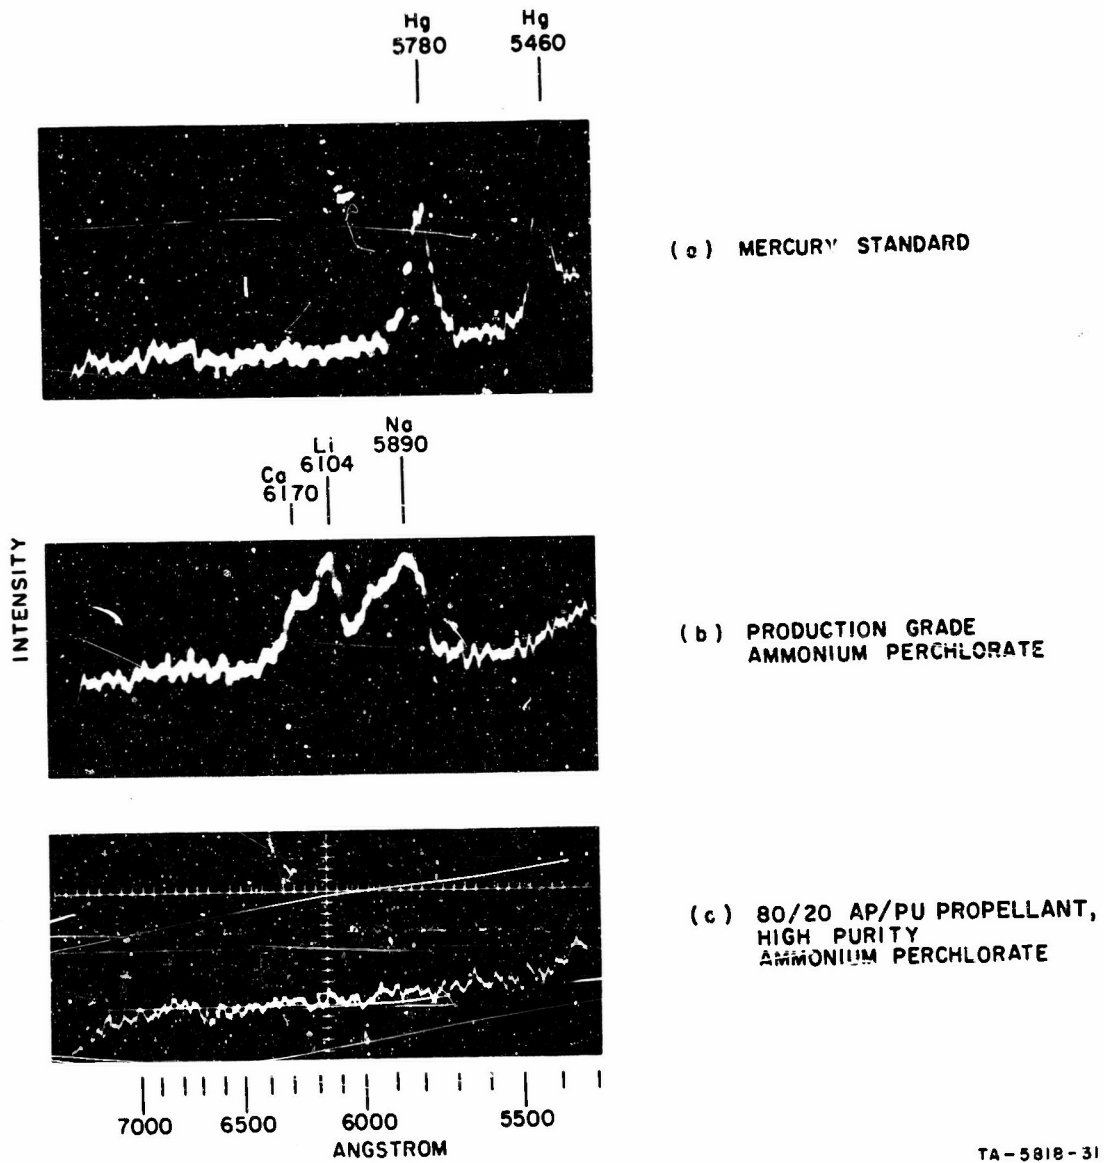 Hg
5780
Hg
5460
(a) MERCURY STANDARD
Na
5890
Li
6104
Ca
6170
INTENSITY
(b) PRODUCTION GRADE
AMMONIUM PERCHLORATE
(c) 80/20 AP/PU PROPELLANT,
HIGH PURITY
AMMONIUM PERCHLORATE
7000
6500
6000
5500
ANGSTROM
TA-5818-31